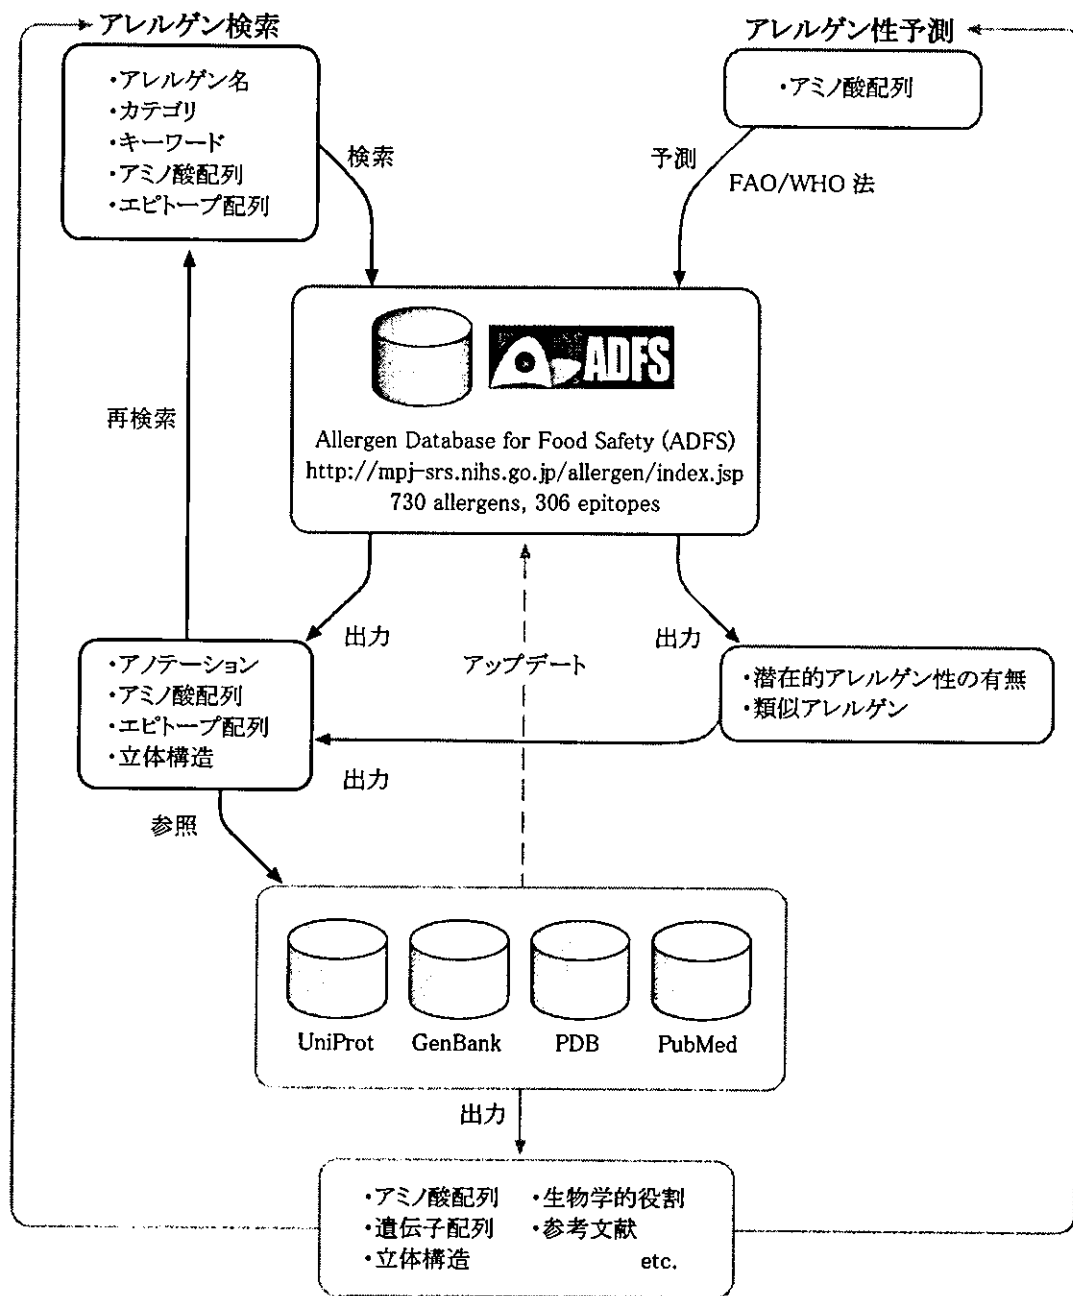 アレルゲン検索
・アレルゲン名
・カテゴリ
・キーワード
・アミノ酸配列
・エピトープ配列
アレルゲン性予測
・アミノ酸配列
検索
予測
FAO/WHO 法
ADFS
Allergen Database for Food Safety (ADFS)
http://mpj-srs.nihs.go.jp/allergen/index.jsp
730 allergens, 306 epitopes
再検索
出力
アップデート
出力
・アノテーション
・アミノ酸配列
・エピトープ配列
・立体構造
・潜在的アレルゲン性の有無
・類似アレルゲン
出力
参照
UniProt
GenBank
PDB
PubMed
出力
・アミノ酸配列
・遺伝子配列
・立体構造
・生物学的役割
・参考文献
etc.